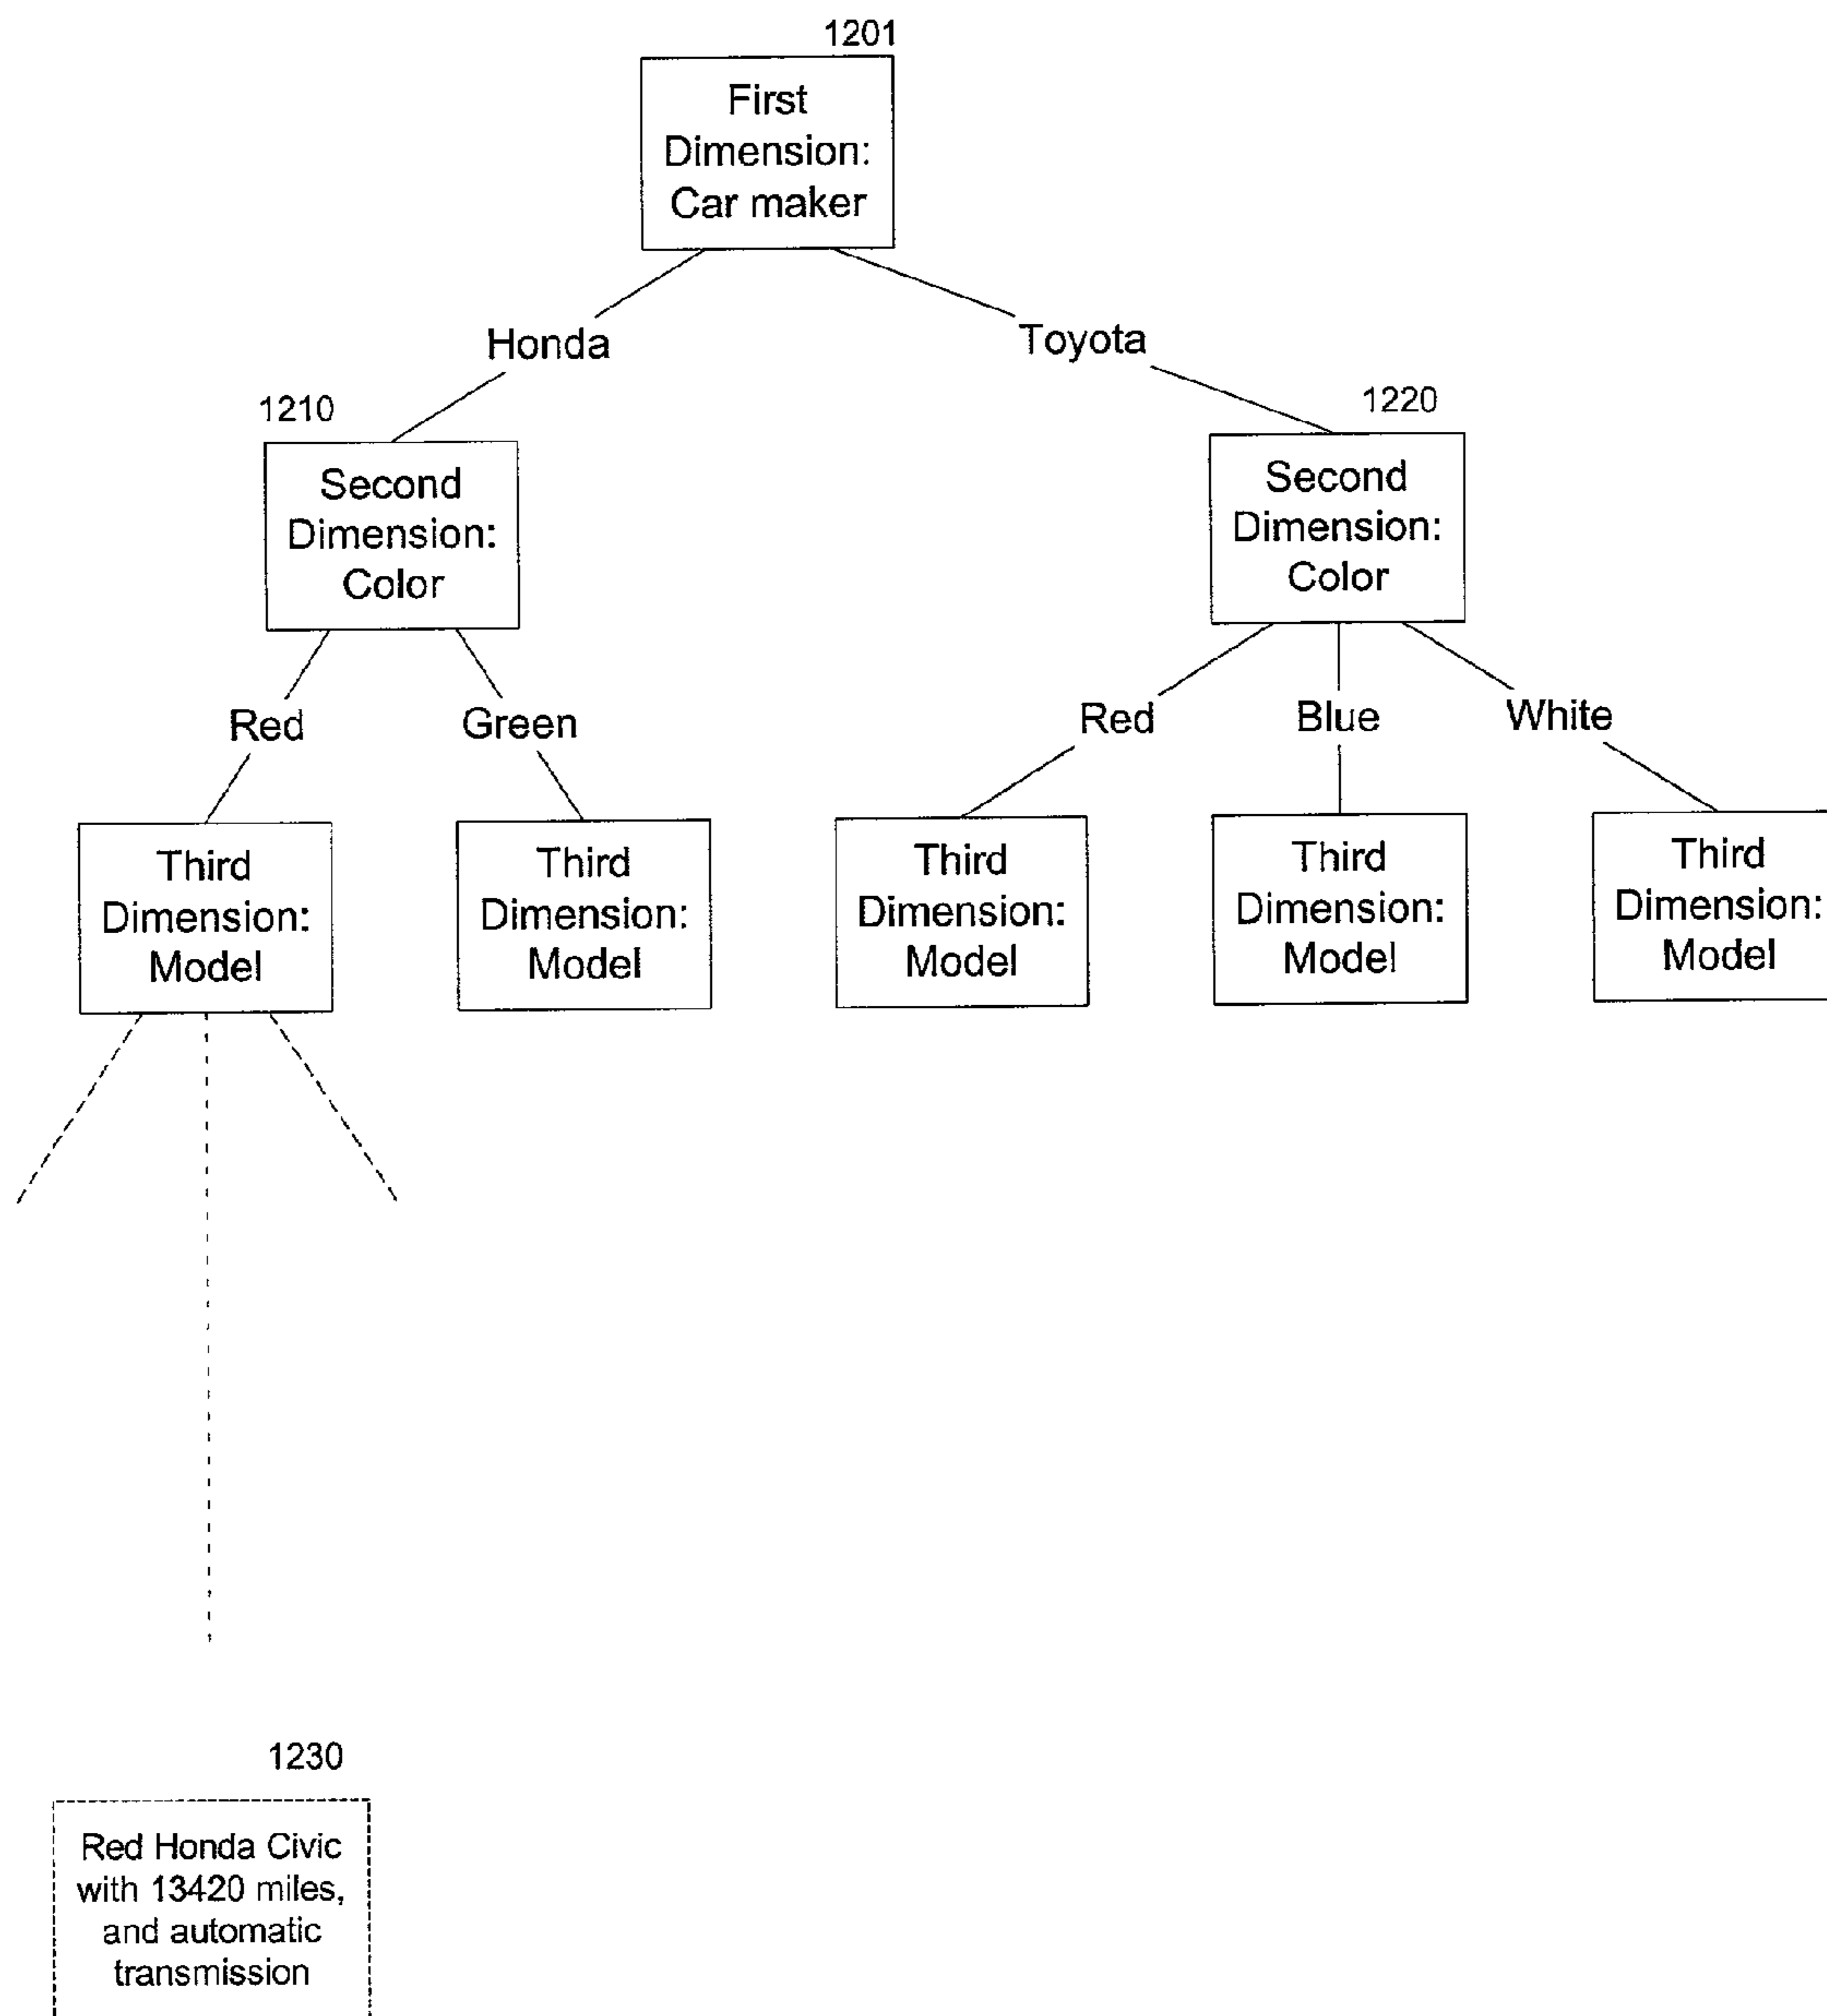 1201
First
Dimension:
Car maker
Honda
Toyota
1210
Second
Dimension:
Color
1220
Second
Dimension:
Color
Red
Green
Red
Blue
White
Third
Dimension:
Model
Third
Dimension:
Model
Third
Dimension:
Model
Third
Dimension:
Model
Third
Dimension:
Model
1230
Red Honda Civic
with 13420 miles,
and automatic
transmission